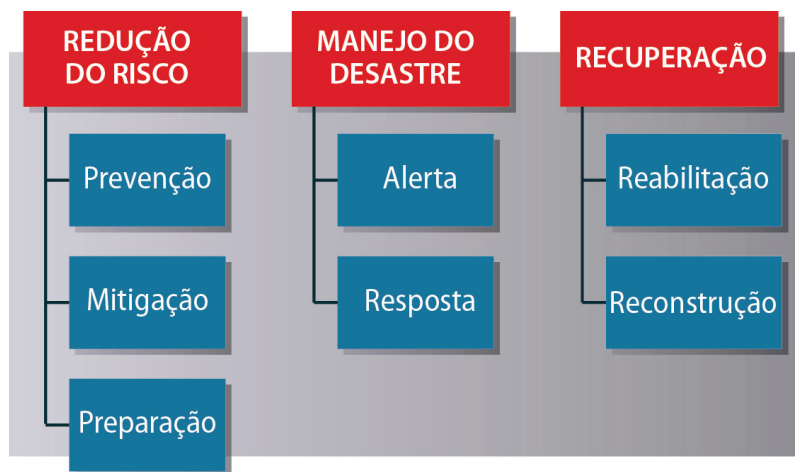 REDUÇÃO
DO RISCO
Prevenção
Mitigação
Preparação
MANEJO DO
DESASTRE
Alerta
Resposta
RECUPERAÇÃO
Reabilitação
Reconstrução